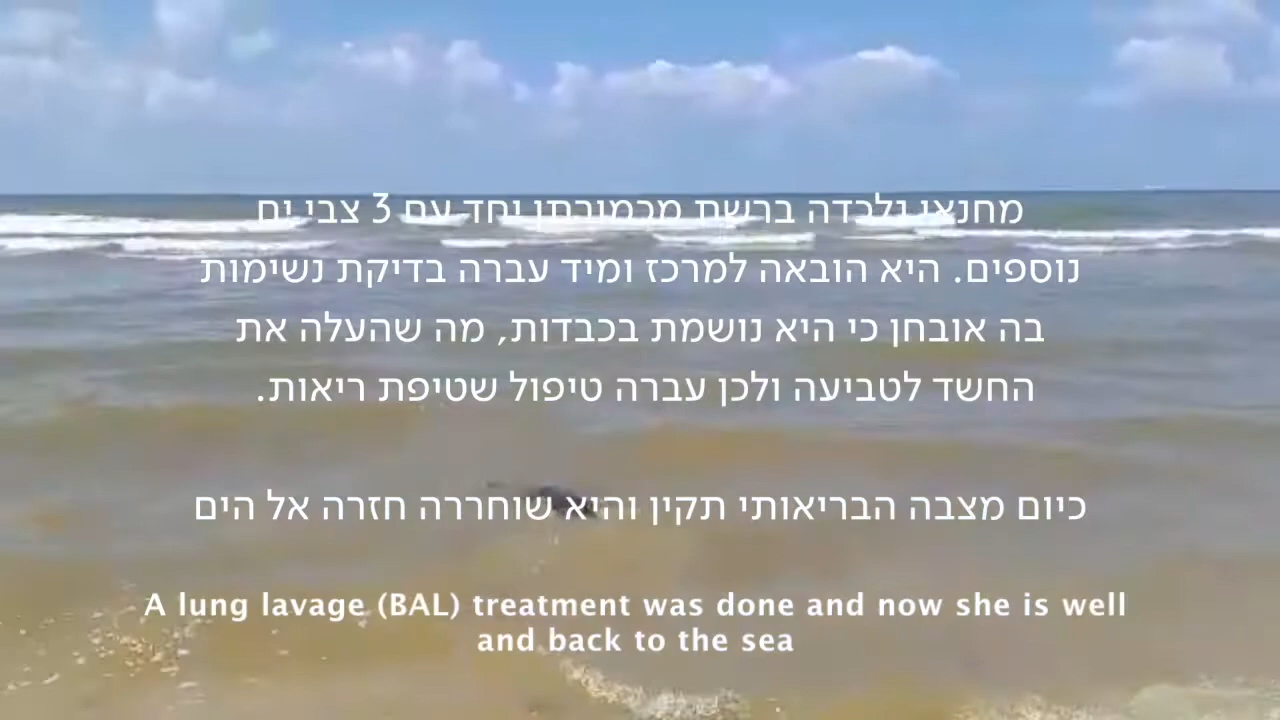 מחנאי נלכדה ברשת מכמורתן יחד עם 3 צבי ים
נוספים. היא הובאה למרכז ומיד עברה בדיקת נשימות
בה אובחן כי היא נושמת בכבדות, מה שהעלה את
החשד לטביעה ולכן עברה טיפול שטיפת ריאות.
כיום מצבה הבריאותי תקין והיא שוחררה חזרה אל הים
A lung lavage (BAL) treatment was done and now she is well
and back to the sea